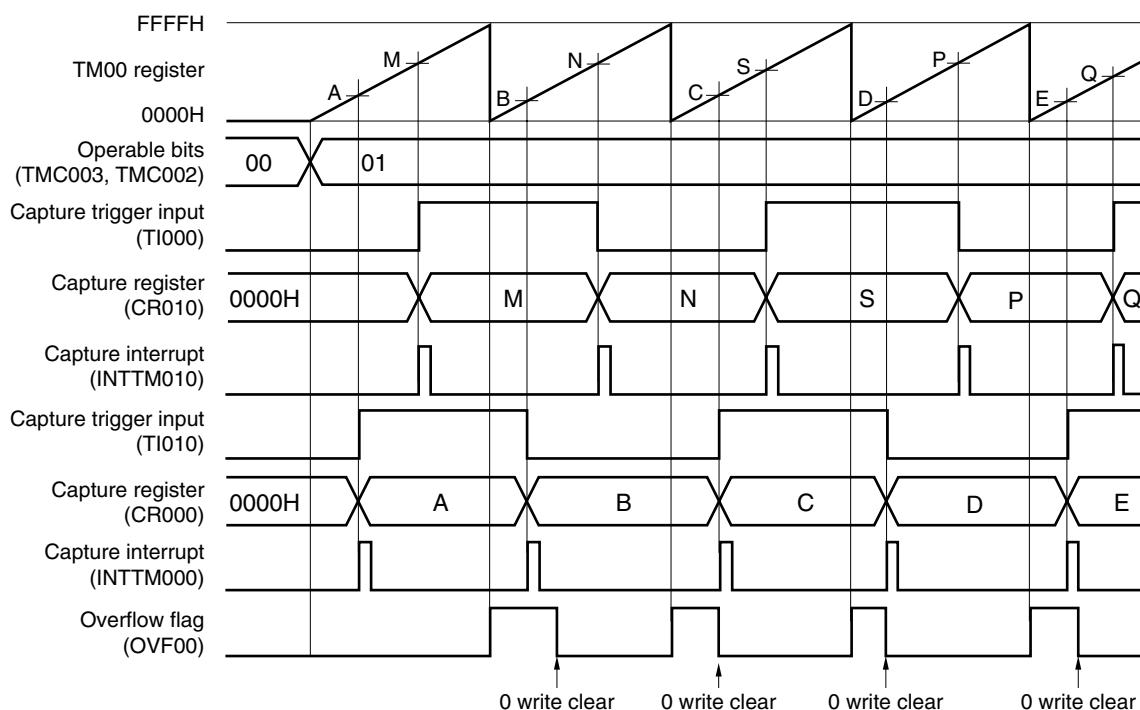 FFFFH
TM00 register
0000H
A M B N C S D P E Q
Operable bits
(TMC003, TMC002)
00 01
Capture trigger input
(TI000)
Capture register
(CR010)
0000H M N S P Q
Capture interrupt
(INTTM010)
Capture trigger input
(TI010)
Capture register
(CR000)
0000H A B C D E
Capture interrupt
(INTTM000)
Overflow flag
(OVF00)
0 write clear 0 write clear 0 write clear 0 write clear